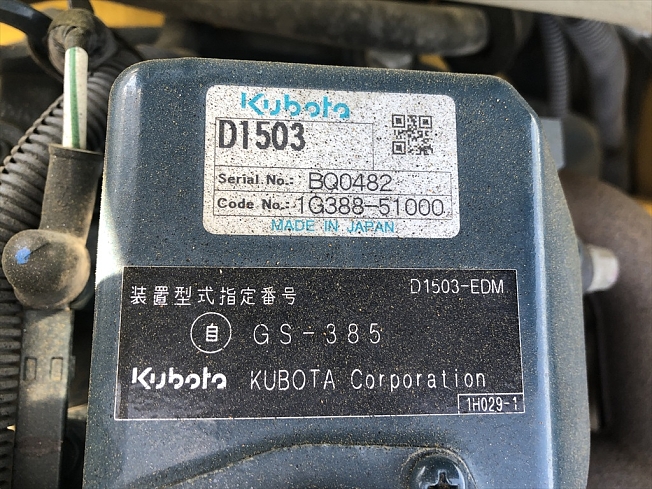 Kubota
D1503
Serial No.: BQ0482
Code No.: 1G388-51000
MADE IN JAPAN
装置型式指定番号 D1503-EDM
自 GS-385
Kubota KUBOTA Corporation
1H029-1